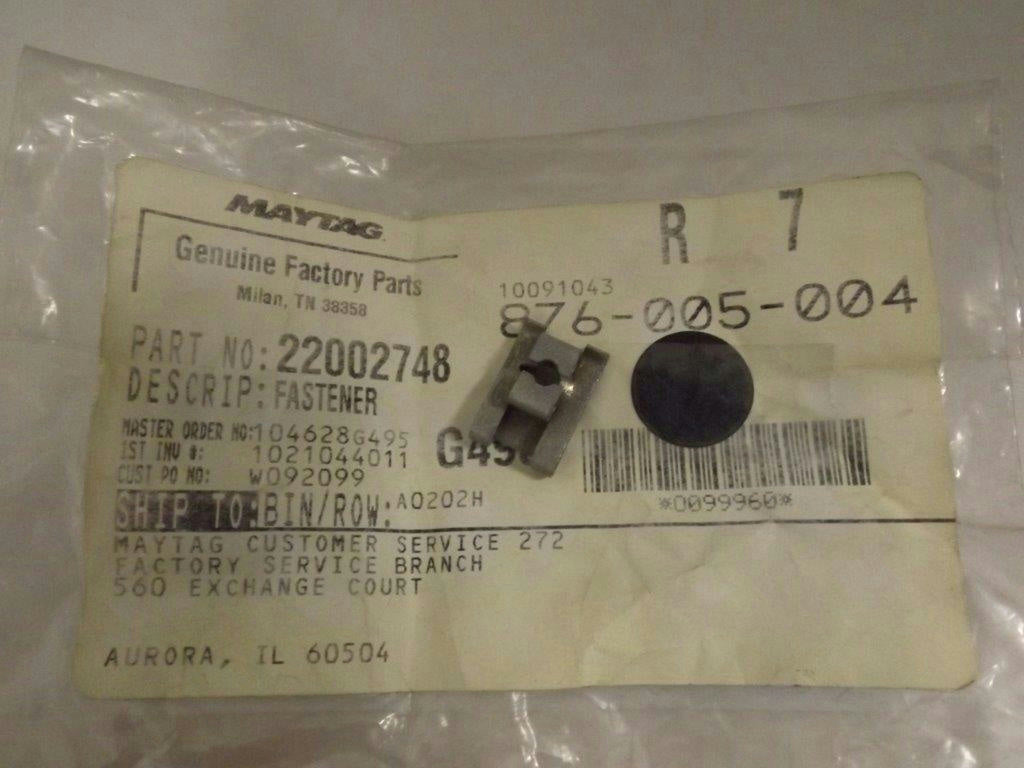 MAYTAG
Genuine Factory Parts
Milan, TN 38358
R 7
10091043
876-005-004
PART NO: 22002748
DESCRIP: FASTENER
MASTER ORDER NO: 104628G495
IST INV #: 1021044011
CUST PO NO: W092099
SHIP TO: BIN/ROW: A0202H
*0099960*
MAYTAG CUSTOMER SERVICE 272
FACTORY SERVICE BRANCH
560 EXCHANGE COURT
AURORA, IL 60504